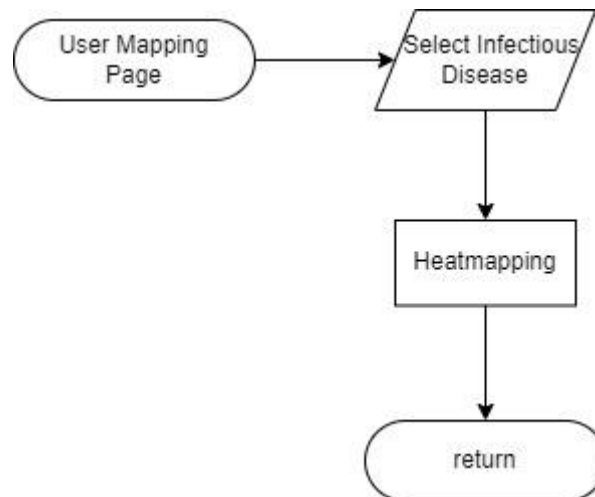 User Mapping
Page
Select Infectious
Disease
Heatmapping
return